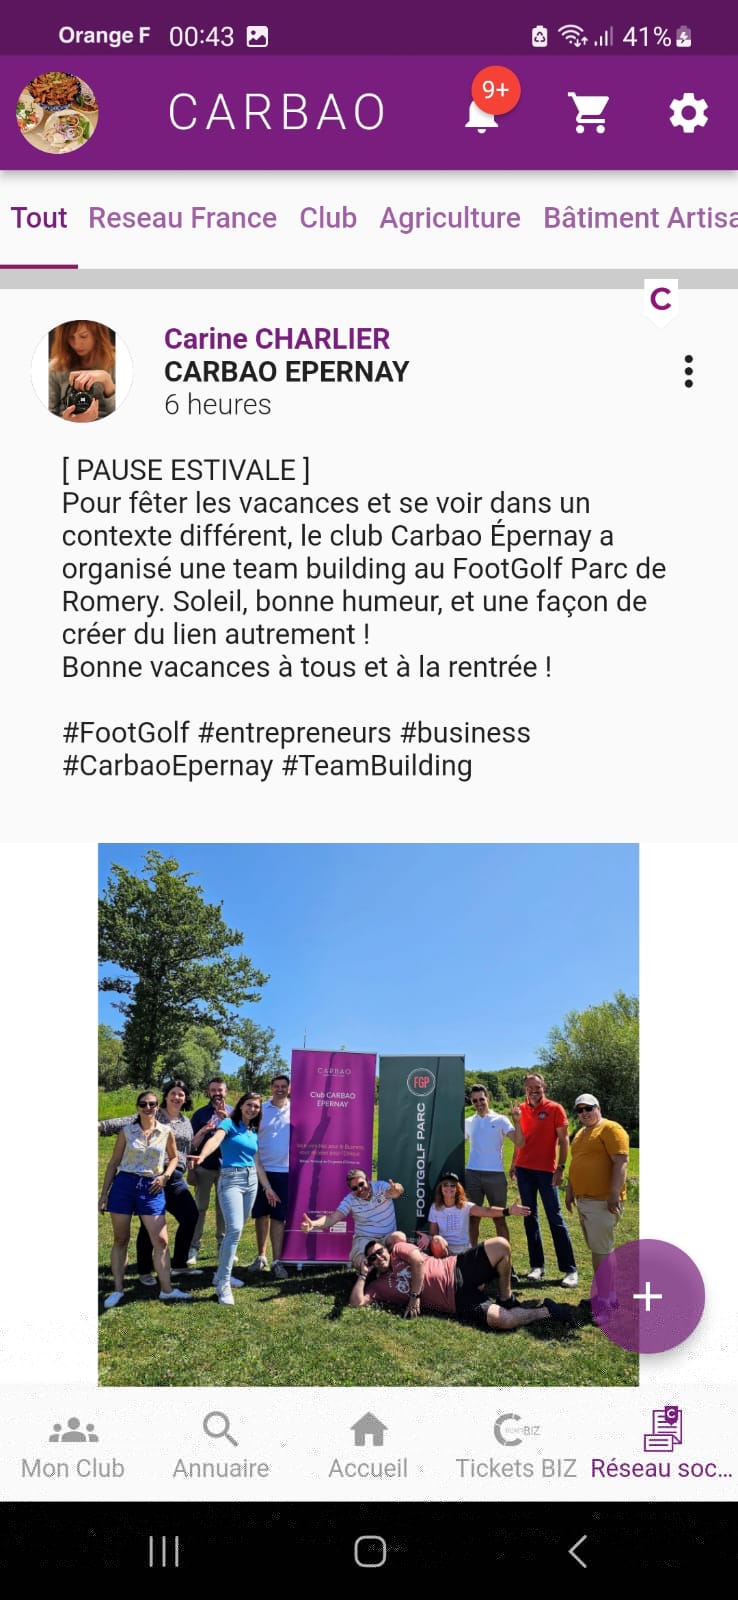 Orange F 00:43 41%
CARBAO
9+
Tout Reseau France Club Agriculture Bâtiment Artisa
C
Carine CHARLIER
CARBAO EPERNAY
6 heures
[ PAUSE ESTIVALE ]
Pour fêter les vacances et se voir dans un
contexte différent, le club Carbao Épernay a
organisé une team building au FootGolf Parc de
Romery. Soleil, bonne humeur, et une façon de
créer du lien autrement !
Bonne vacances à tous et à la rentrée !
#FootGolf #entrepreneurs #business
#CarbaoEpernay #TeamBuilding
CARBAO
Club CARBAO
EPERNAY
FGP
FOOTGOLF PARC
+
BIZ
Mon Club Annuaire Accueil Tickets BIZ Réseau soc...